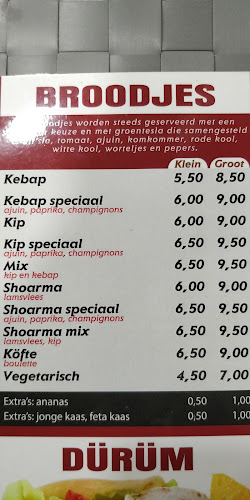 BROODJES
odjes worden steeds geserveerd met een
keuze en met groentesla die samengesteld
sla, tomaat, ajuin, komkommer, rode kool,
witte kool, worteljes en pepers.
Klein Groot
Kebap 5,50 8,50
Kebap speciaal 6,00 9,00
ajuin, paprika, champignons
Kip 6,00 9,00
Kip speciaal 6,50 9,50
ajuin, paprika, champignons
Mix 6,50 9,50
kip en kebap
Shoarma 6,00 9,00
lamsvlees
Shoarma speciaal 6,50 9,50
ajuin, paprika, champignons
Shoarma mix 6,50 9,50
lamsvlees, kip
Köfte 6,50 9,00
boulette
Vegetarisch 4,50 7,00
Extra's: ananas 0,50 1,00
Extra's: jonge kaas, feta kaas 0,50 1,00
DÜRÜM